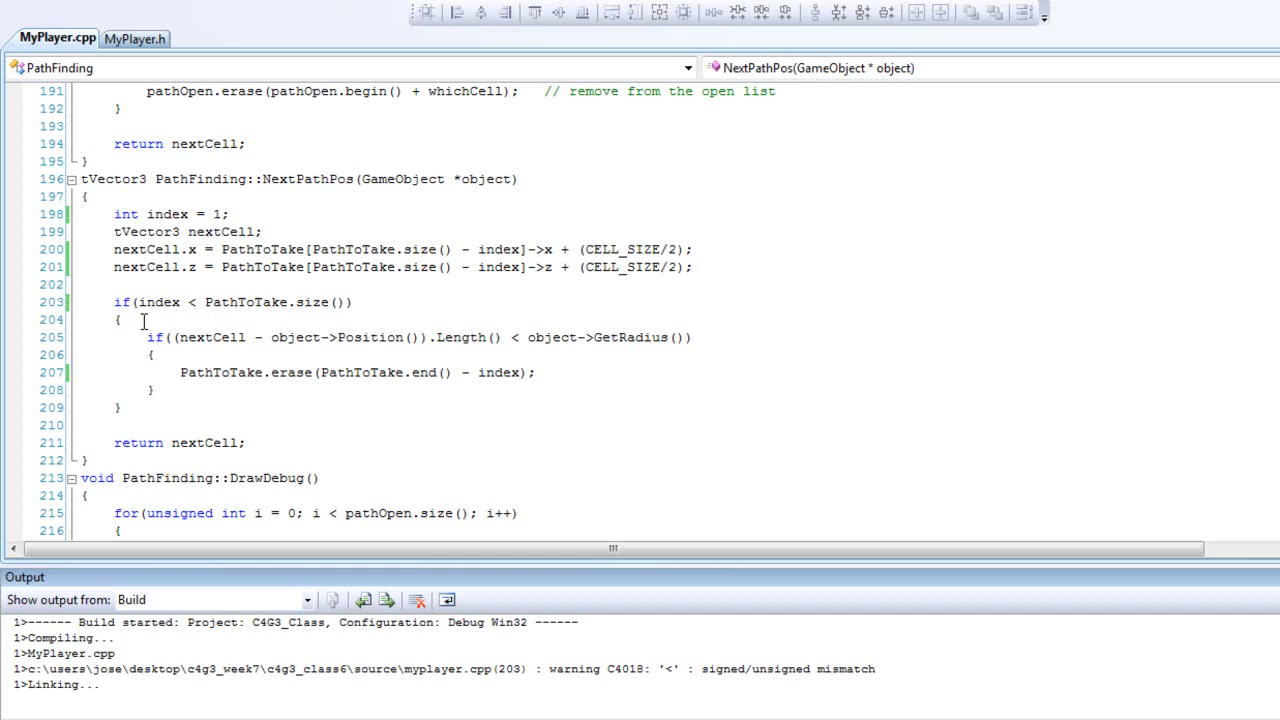 MyPlayer.cpp MyPlayer.h
PathFinding NextPathPos(GameObject * object)
191 pathOpen.erase(pathOpen.begin() + whichCell); // remove from the open list
192 }
193
194 return nextCell;
195 }
196 tVector3 PathFinding::NextPathPos(GameObject *object)
197 {
198 int index = 1;
199 tVector3 nextCell;
200 nextCell.x = PathToTake[PathToTake.size() - index]->x + (CELL_SIZE/2);
201 nextCell.z = PathToTake[PathToTake.size() - index]->z + (CELL_SIZE/2);
202
203 if(index < PathToTake.size())
204 {
205 if((nextCell - object->Position()).Length() < object->GetRadius())
206 {
207 PathToTake.erase(PathToTake.end() - index);
208 }
209 }
210
211 return nextCell;
212 }
213 void PathFinding::DrawDebug()
214 {
215 for(unsigned int i = 0; i < pathOpen.size(); i++)
216 {
Output
Show output from: Build
1>------ Build started: Project: C4G3_Class, Configuration: Debug Win32 ------
1>Compiling...
1>MyPlayer.cpp
1>c:\users\jose\desktop\c4g3_week7\c4g3_class6\source\myplayer.cpp(203) : warning C4018: '<' : signed/unsigned mismatch
1>Linking...